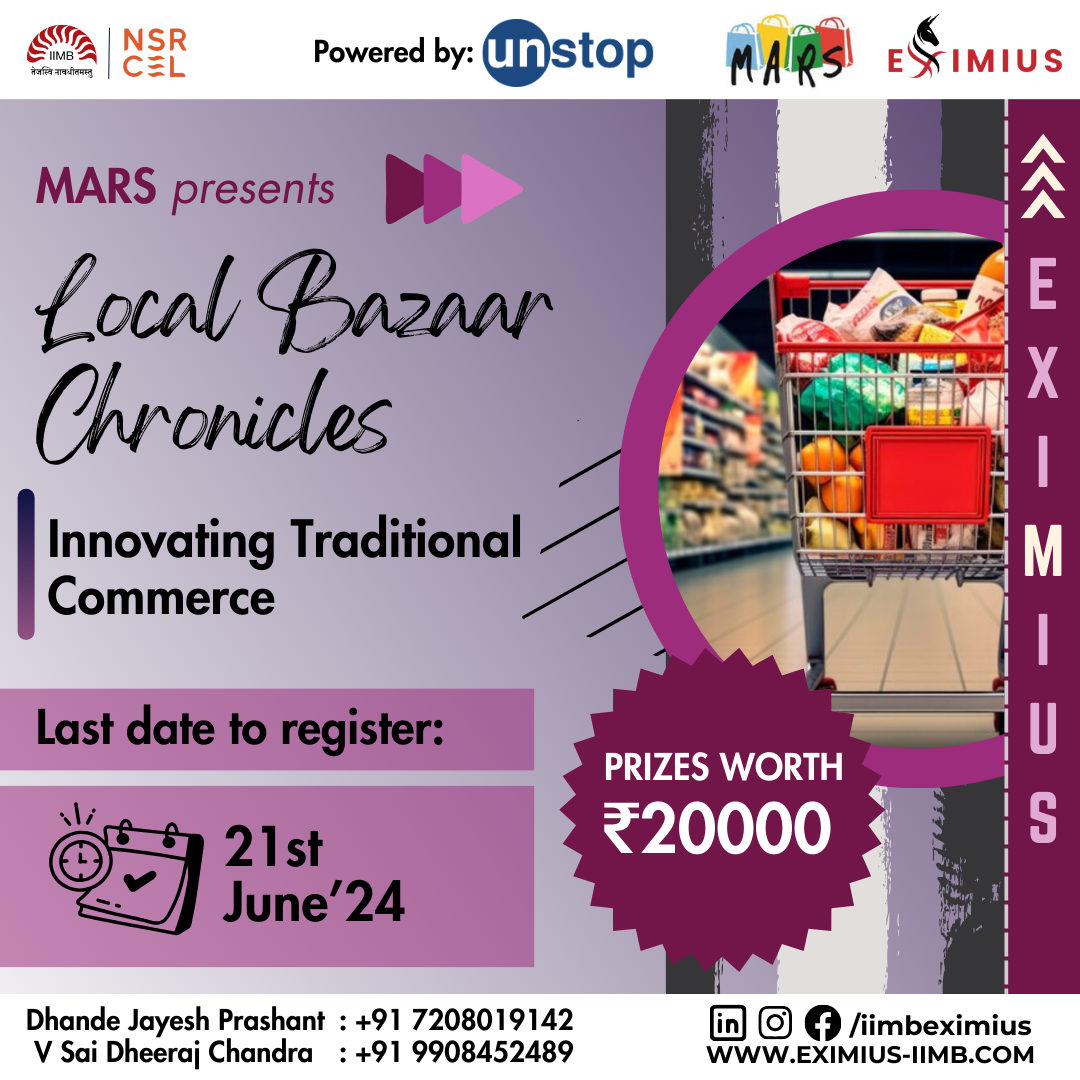 IIMB
तेजस्वि नावधीतमस्तु
NSR
CEL
Powered by: unstop
MARS
EXIMIUS
MARS presents
Local Bazaar
Chronicles
Innovating Traditional
Commerce
Last date to register:
21st
June’24
PRIZES WORTH
₹20000
EXIMIUS
Dhande Jayesh Prashant : +91 7208019142
V Sai Dheeraj Chandra : +91 9908452489
in /iimbeximius
WWW.EXIMIUS-IIMB.COM